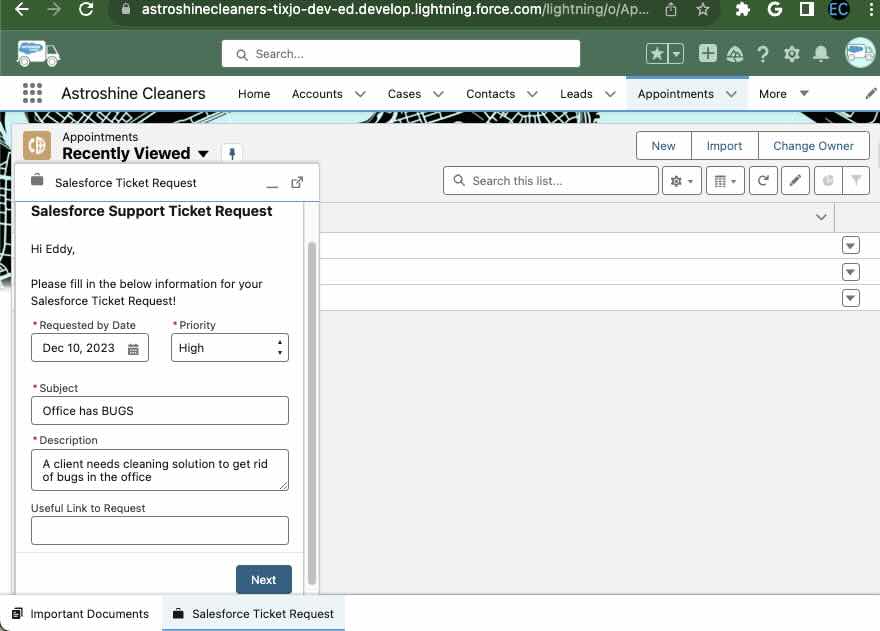 astroshinecleaners-tixjo-dev-ed.develop.lightning.force.com/lightning/o/Ap...
EC
Search...
Astroshine Cleaners
Home
Accounts
Cases
Contacts
Leads
Appointments
More
Appointments
Recently Viewed
New
Import
Change Owner
Search this list...
Salesforce Ticket Request
Salesforce Support Ticket Request
Hi Eddy,
Please fill in the below information for your
Salesforce Ticket Request!
* Requested by Date
* Priority
Dec 10, 2023
High
* Subject
Office has BUGS
* Description
A client needs cleaning solution to get rid
of bugs in the office
Useful Link to Request
Next
Important Documents
Salesforce Ticket Request